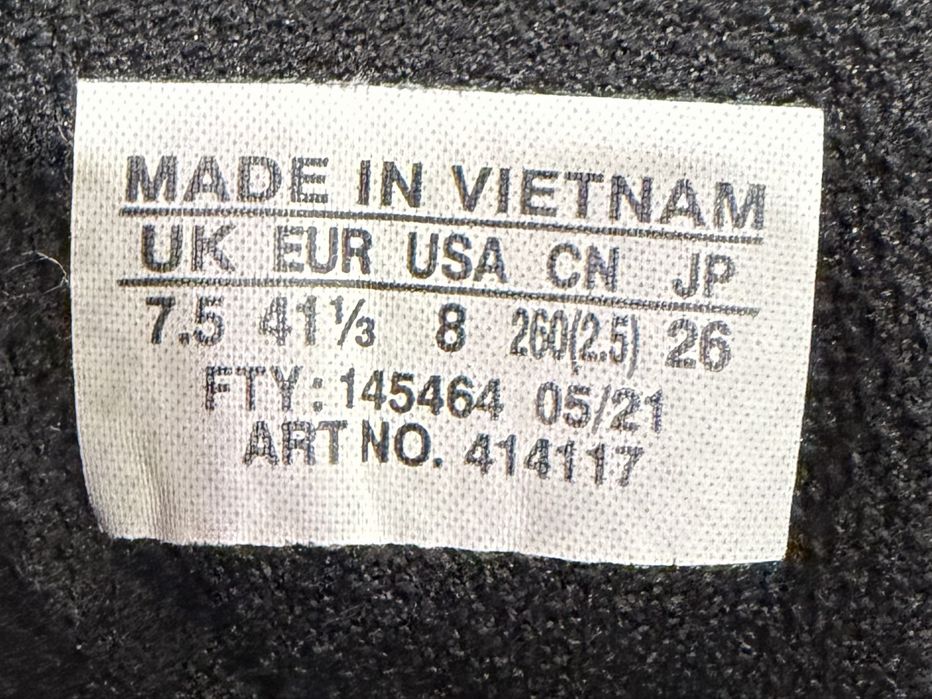 MADE IN VIETNAM
UK EUR USA CN JP
7.5 41⅓ 8 260(2.5) 26
FTY: 145464 05/21
ART NO. 414117